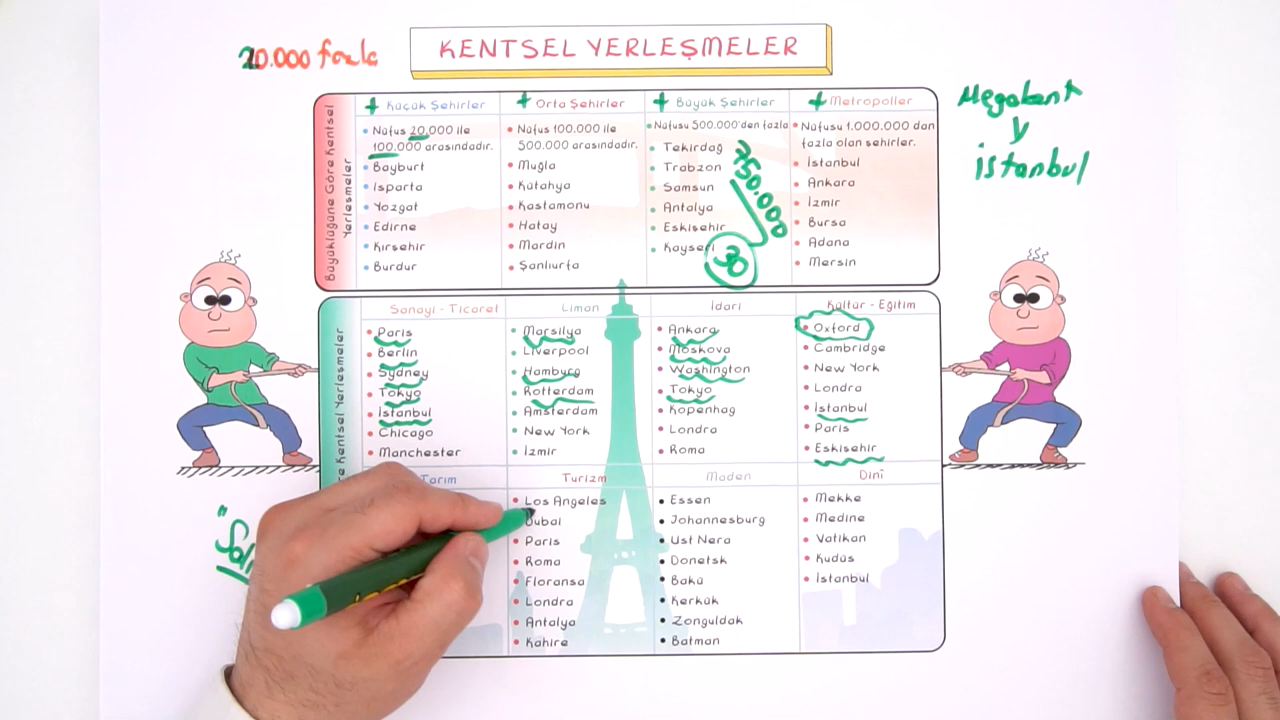 20.000 fazla
KENTSEL YERLEŞMELER
Megakent
İstanbul
Büyüklüğüne Göre Kentsel
Yerleşmeler
+ Küçük Şehirler
Nüfus 20.000 ile
100.000 arasındadır.
Bayburt
Isparta
Yozgat
Edirne
Kırşehir
Burdur
+ Orta Şehirler
Nüfus 100.000 ile
500.000 arasındadır.
Muğla
Kütahya
Kastamonu
Hatay
Mardin
Şanlıurfa
+ Büyük Şehirler
Nüfusu 500.000'den fazla
Tekirdağ
Trabzon
Samsun
Antalya
Eskişehir
Kayseri
750.000
30
+ Metropoller
Nüfusu 1.000.000 dan
fazla olan şehirler.
İstanbul
Ankara
İzmir
Bursa
Adana
Mersin
re Kentsel Yerleşmeler
Sanayi - Ticaret
Paris
Berlin
Sydney
Tokyo
İstanbul
Chicago
Manchester
Liman
Marsilya
Liverpool
Hamburg
Rotterdam
Amsterdam
New York
İzmir
İdari
Ankara
Moskova
Washington
Tokyo
Kopenhag
Londra
Roma
Kültür - Eğitim
Oxford
Cambridge
New York
Londra
İstanbul
Paris
Eskişehir
Tarım
Turizm
Los Angeles
Dubai
Paris
Roma
Floransa
Londra
Antalya
Kahire
Maden
Essen
Johannesburg
Ust Nera
Donetsk
Bakü
Kerkük
Zonguldak
Batman
Dini
Mekke
Medine
Vatikan
Kudüs
İstanbul